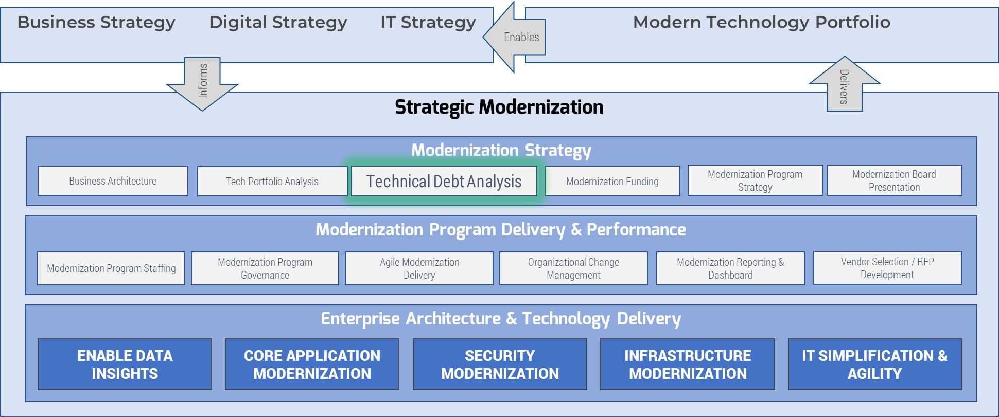 Business Strategy
Digital Strategy
IT Strategy
Enables
Modern Technology Portfolio
Informs
Delivers
Strategic Modernization
Modernization Strategy
Business Architecture
Tech Portfolio Analysis
Technical Debt Analysis
Modernization Funding
Modernization Program
Strategy
Modernization Board
Presentation
Modernization Program Delivery & Performance
Modernization Program Staffing
Modernization Program
Governance
Agile Modernization
Delivery
Organizational Change
Management
Modernization Reporting &
Dashboard
Vendor Selection / RFP
Development
Enterprise Architecture & Technology Delivery
ENABLE DATA
INSIGHTS
CORE APPLICATION
MODERNIZATION
SECURITY
MODERNIZATION
INFRASTRUCTURE
MODERNIZATION
IT SIMPLIFICATION &
AGILITY